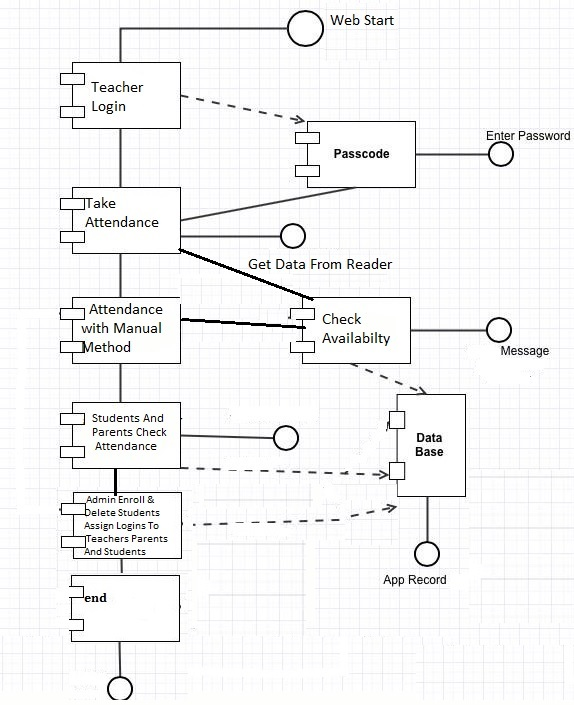 Web Start
Teacher
Login
Passcode
Enter Password
Take
Attendance
Get Data From Reader
Attendance
with Manual
Method
Check
Availabilty
Message
Students And
Parents Check
Attendance
Data
Base
Admin Enroll &
Delete Students
Assign Logins To
Teachers Parents
And Students
App Record
end